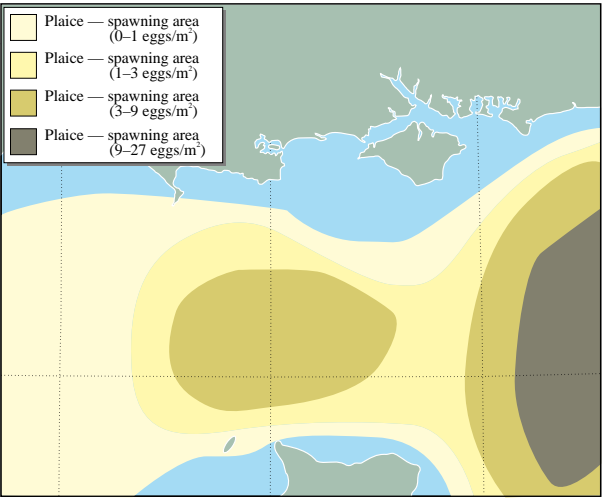 Plaice — spawning area
(0–1 eggs/m²)
Plaice — spawning area
(1–3 eggs/m²)
Plaice — spawning area
(3–9 eggs/m²)
Plaice — spawning area
(9–27 eggs/m²)